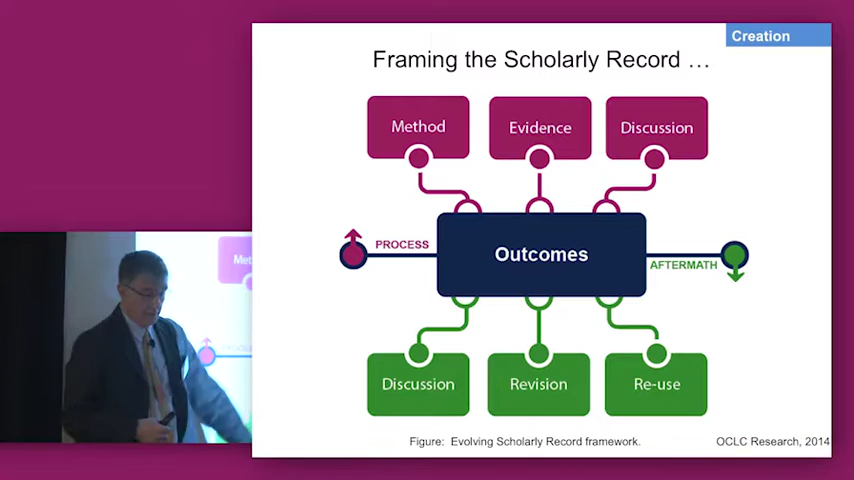 Creation
Framing the Scholarly Record …
Method
Evidence
Discussion
PROCESS
Outcomes
AFTERMATH
Discussion
Revision
Re-use
Figure: Evolving Scholarly Record framework.
OCLC Research, 2014
Met